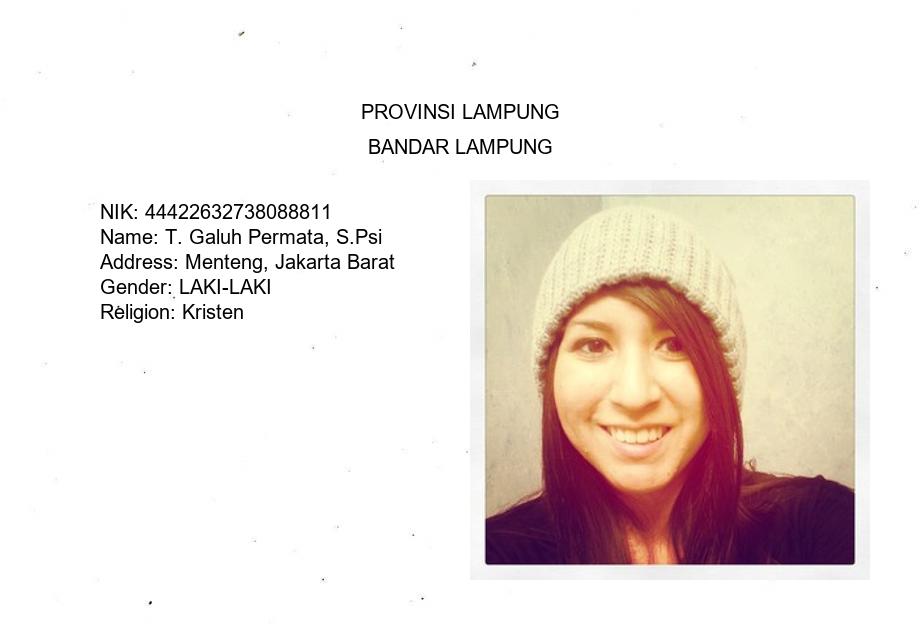 PROVINSI LAMPUNG
BANDAR LAMPUNG
NIK: 44422632738088811
Name: T. Galuh Permata, S.Psi
Address: Menteng, Jakarta Barat
Gender: LAKI-LAKI
Religion: Kristen